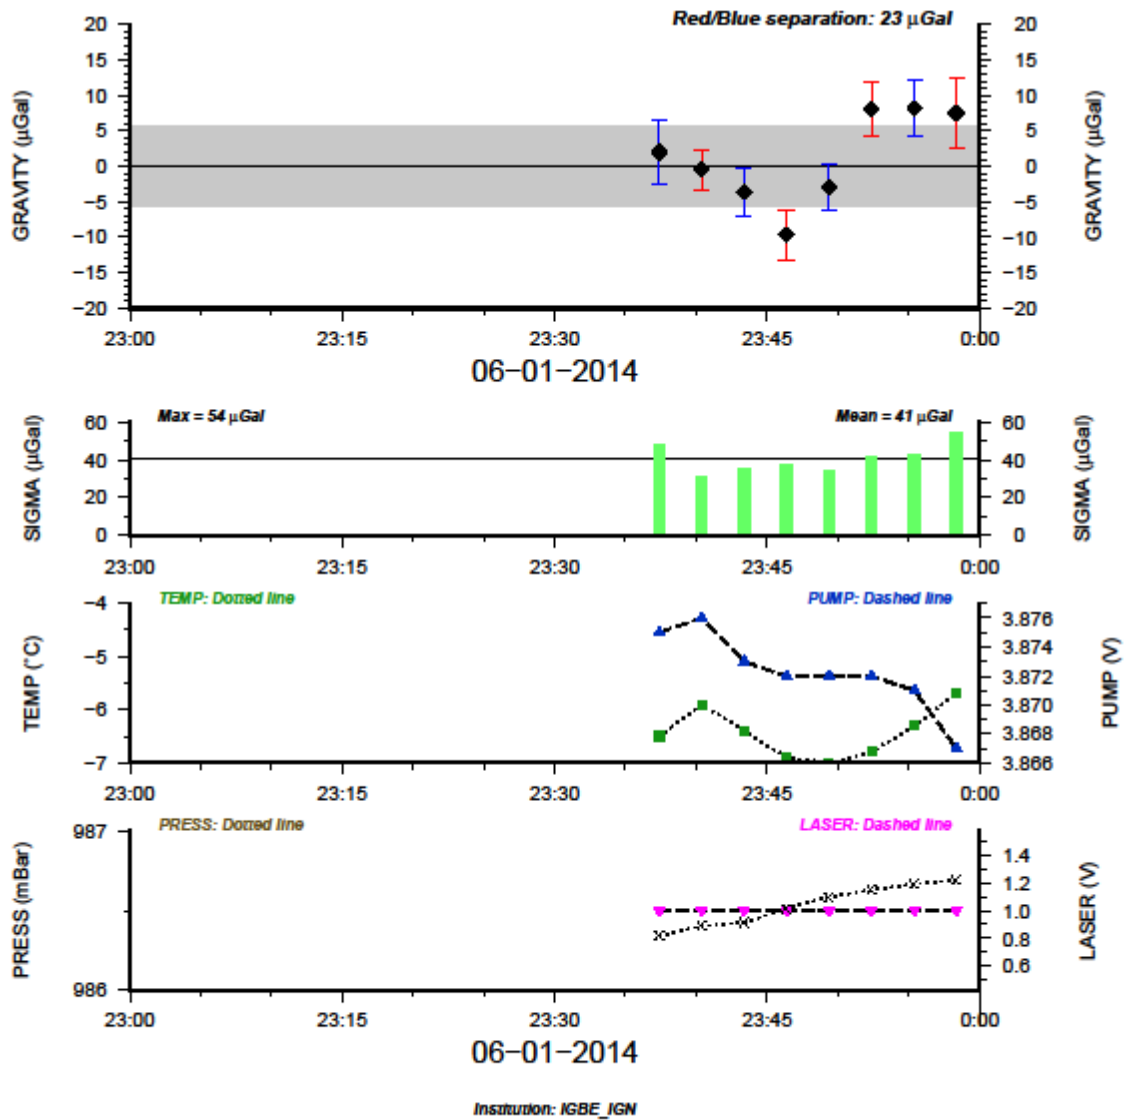 Red/Blue separation: 23 µGal
20
15
10
5
0
−5
−10
−15
−20
GRAVITY (µGal)
20
15
10
5
0
−5
−10
−15
−20
GRAVITY (µGal)
23:00 23:15 23:30 23:45 0:00
06−01−2014
Max = 54 µGal Mean = 41 µGal
60
40
20
0
SIGMA (µGal)
60
40
20
0
SIGMA (µGal)
23:00 23:15 23:30 23:45 0:00
TEMP: Dotted line PUMP: Dashed line
−4
−5
−6
−7
TEMP (°C)
3.876
3.874
3.872
3.870
3.868
3.866
PUMP (V)
23:00 23:15 23:30 23:45 0:00
PRESS: Dotted line LASER: Dashed line
987
986
PRESS (mBar)
1.4
1.2
1.0
0.8
0.6
LASER (V)
23:00 23:15 23:30 23:45 0:00
06−01−2014
Institution: IGBE_IGN